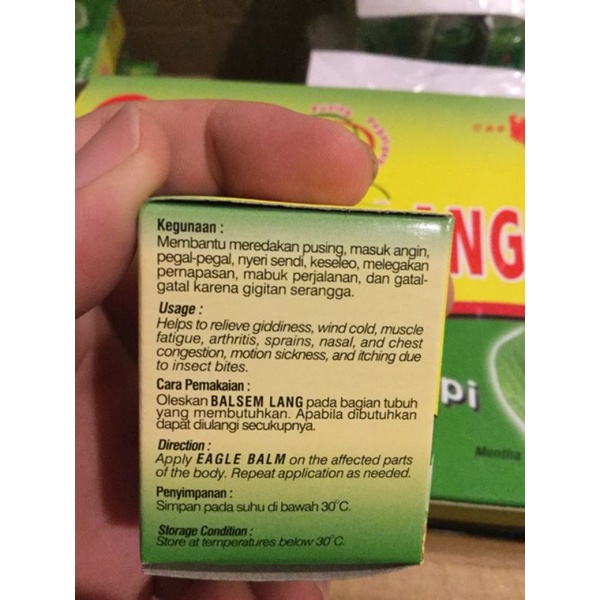 CAP
ANG
Kegunaan :
Membantu meredakan pusing, masuk angin,
pegal-pegal, nyeri sendi, keseleo, melegakan
pernapasan, mabuk perjalanan, dan gatal-
gatal karena gigitan serangga.
Usage :
Helps to relieve giddiness, wind cold, muscle
fatigue, arthritis, sprains, nasal, and chest
congestion, motion sickness, and itching due
to insect bites.
Cara Pemakaian :
Oleskan BALSEM LANG pada bagian tubuh
yang membutuhkan. Apabila dibutuhkan
dapat diulangi secukupnya.
Direction :
Apply EAGLE BALM on the affected parts
of the body. Repeat application as needed.
Penyimpanan :
Simpan pada suhu di bawah 30°C.
Storage Condition :
Store at temperatures below 30°C.
pi
Mentha